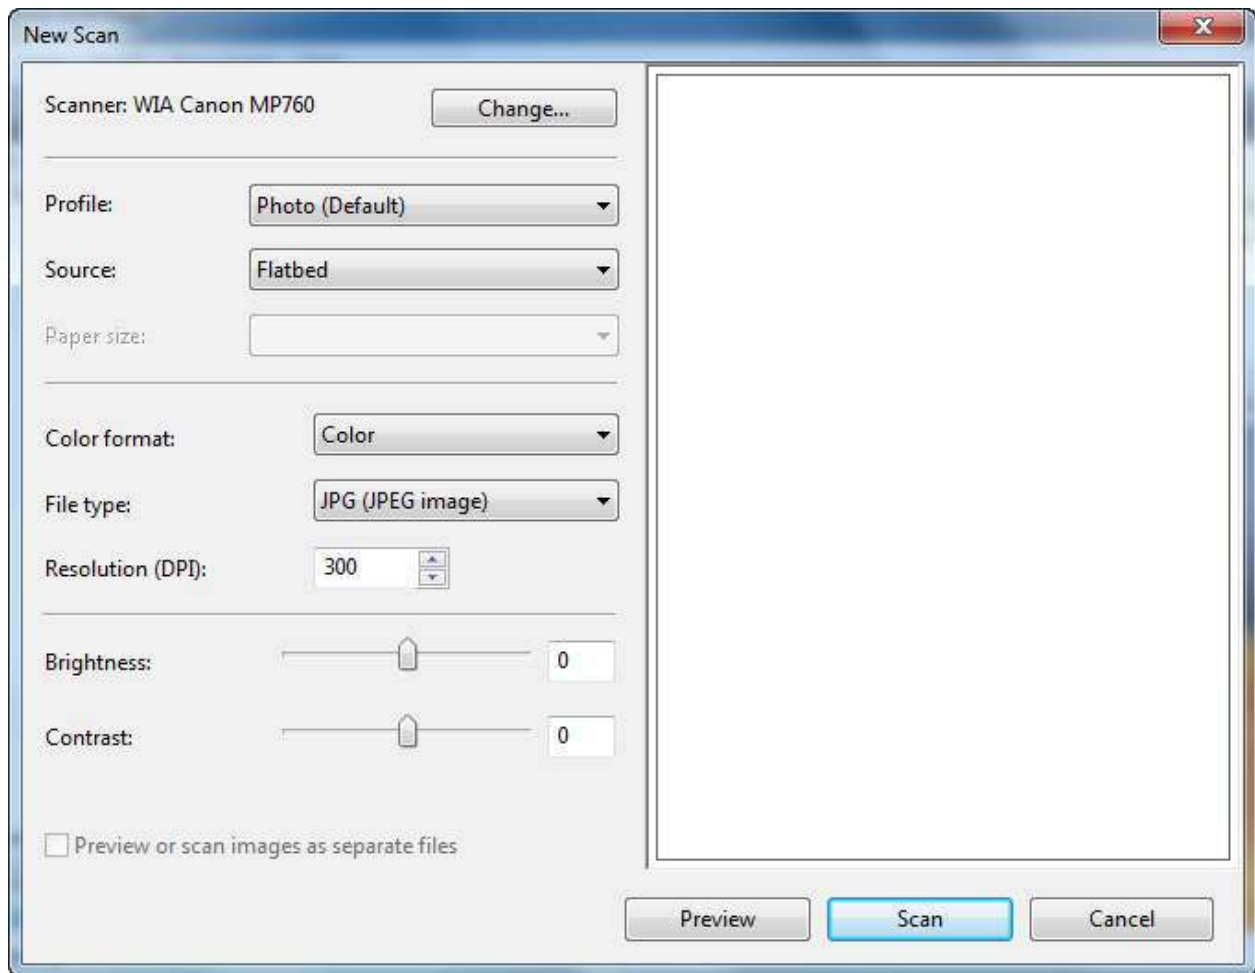 New Scan
Scanner: WIA Canon MP760 Change...
Profile: Photo (Default)
Source: Flatbed
Paper size:
Color format: Color
File type: JPG (JPEG image)
Resolution (DPI): 300
Brightness: 0
Contrast: 0
Preview or scan images as separate files
Preview Scan Cancel